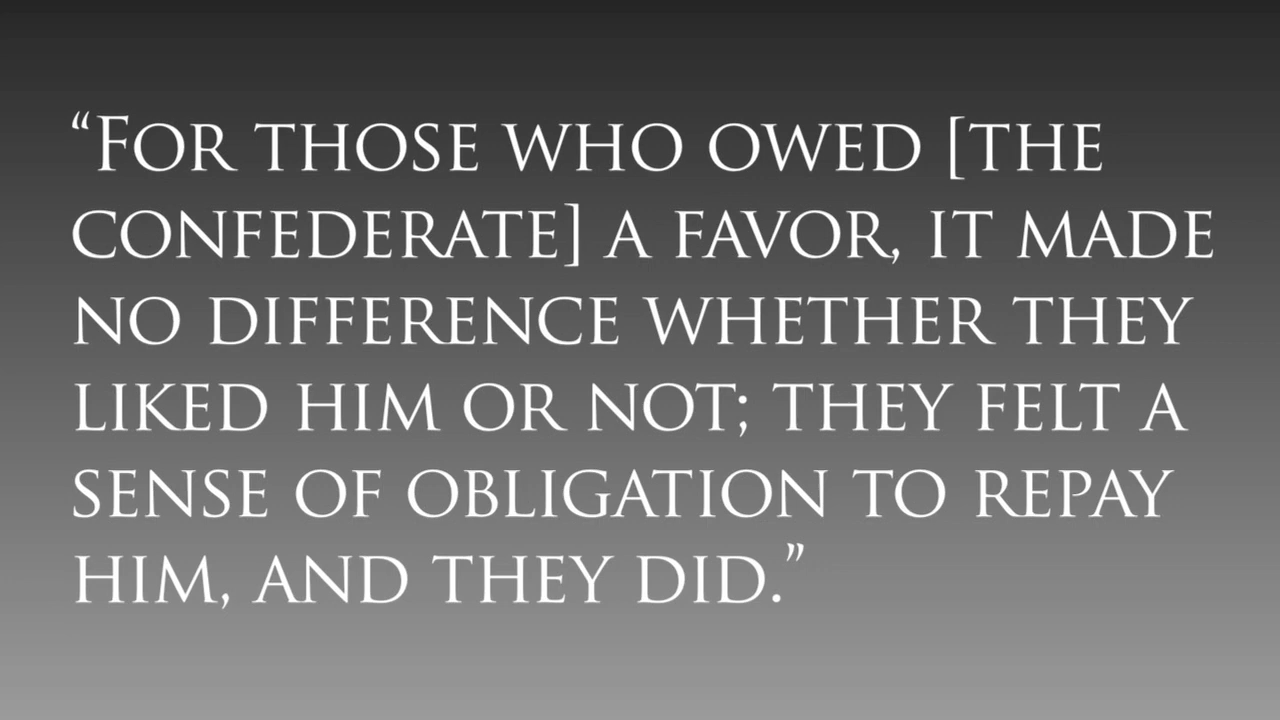 “For those who owed [the
confederate] a favor, it made
no difference whether they
liked him or not; they felt a
sense of obligation to repay
him, and they did.”